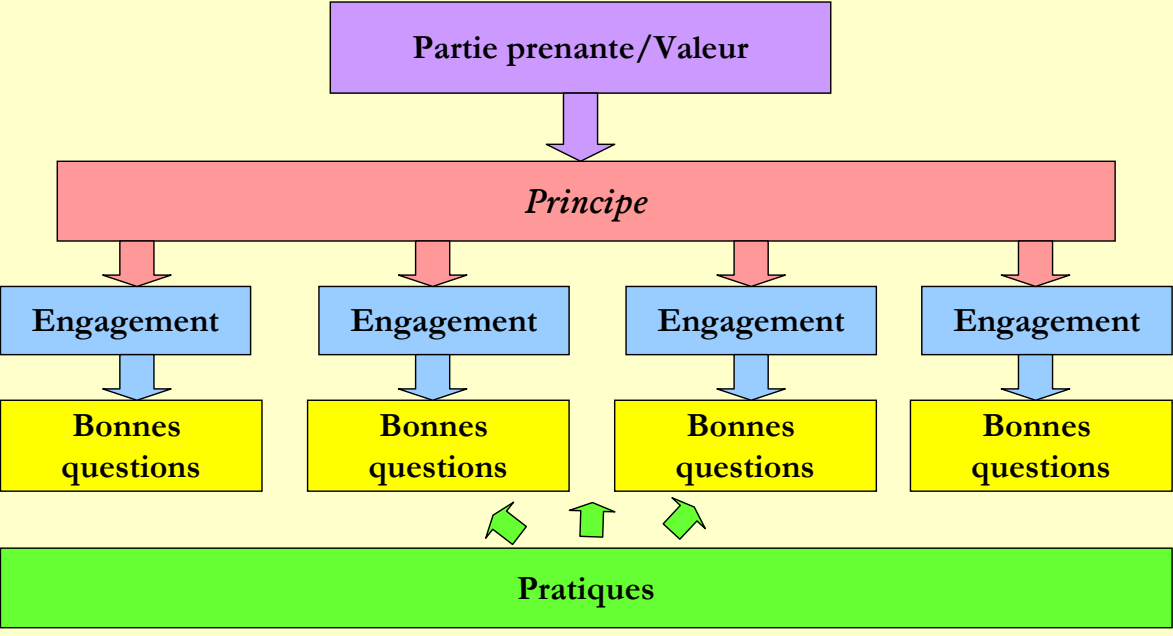 Partie prenante/Valeur
Principe
Engagement
Engagement
Engagement
Engagement
Bonnes
questions
Bonnes
questions
Bonnes
questions
Bonnes
questions
Pratiques